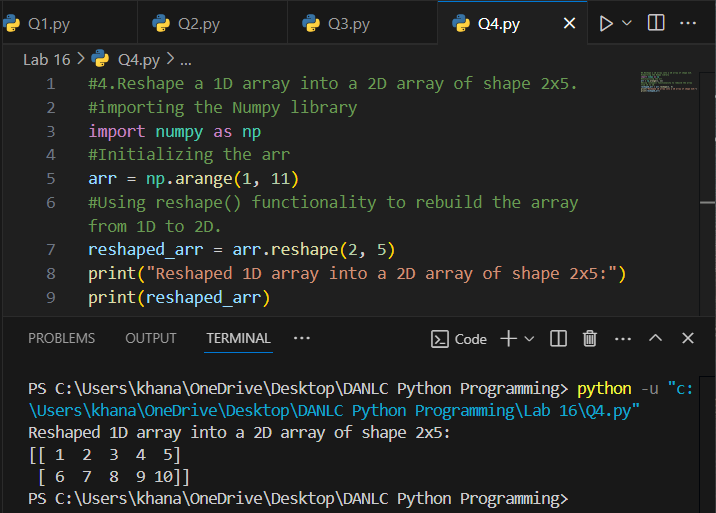 Q1.py Q2.py Q3.py Q4.py
Lab 16 > Q4.py > ...
1 #4.Reshape a 1D array into a 2D array of shape 2x5.
2 #importing the Numpy library
3 import numpy as np
4 #Initializing the arr
5 arr = np.arange(1, 11)
6 #Using reshape() functionality to rebuild the array
from 1D to 2D.
7 reshaped_arr = arr.reshape(2, 5)
8 print("Reshaped 1D array into a 2D array of shape 2x5:")
9 print(reshaped_arr)
PROBLEMS OUTPUT TERMINAL ... Code
PS C:\Users\khana\OneDrive\Desktop\DANLC Python Programming> python -u "c:
\Users\khana\OneDrive\Desktop\DANLC Python Programming\Lab 16\Q4.py"
Reshaped 1D array into a 2D array of shape 2x5:
[[ 1  2  3  4  5]
 [ 6  7  8  9 10]]
PS C:\Users\khana\OneDrive\Desktop\DANLC Python Programming>